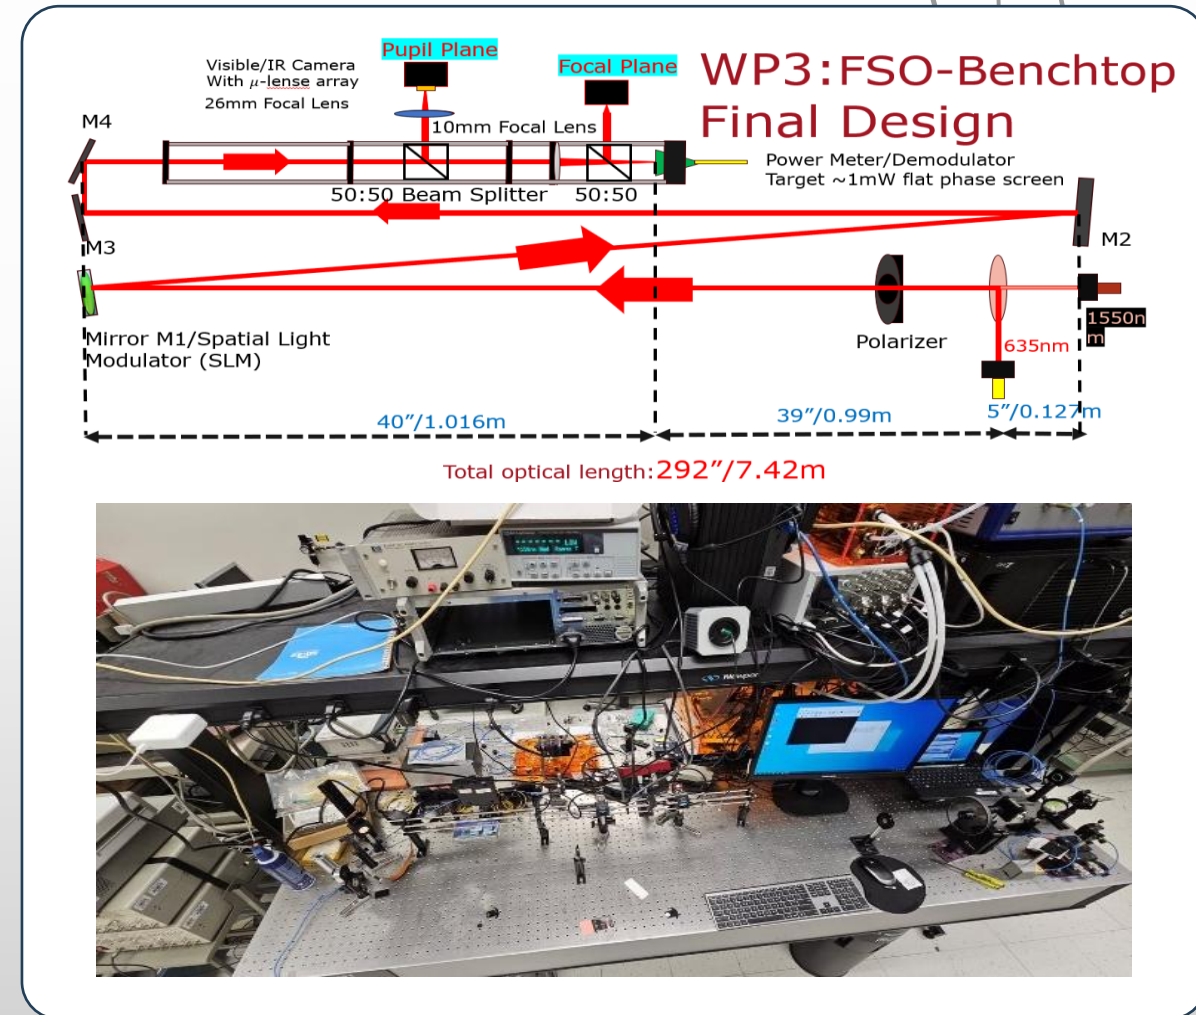 Pupil Plane
Focal Plane
WP3:FSO-Benchtop
Final Design
Visible/IR Camera
With μ-lense array
26mm Focal Lens
M4
10mm Focal Lens
Power Meter/Demodulator
Target ~1mW flat phase screen
50:50 Beam Splitter
50:50
M3
M2
Mirror M1/Spatial Light
Modulator (SLM)
Polarizer
1550n
m
635nm
40”/1.016m
39”/0.99m
5”/0.127m
Total optical length:292”/7.42m
Newport